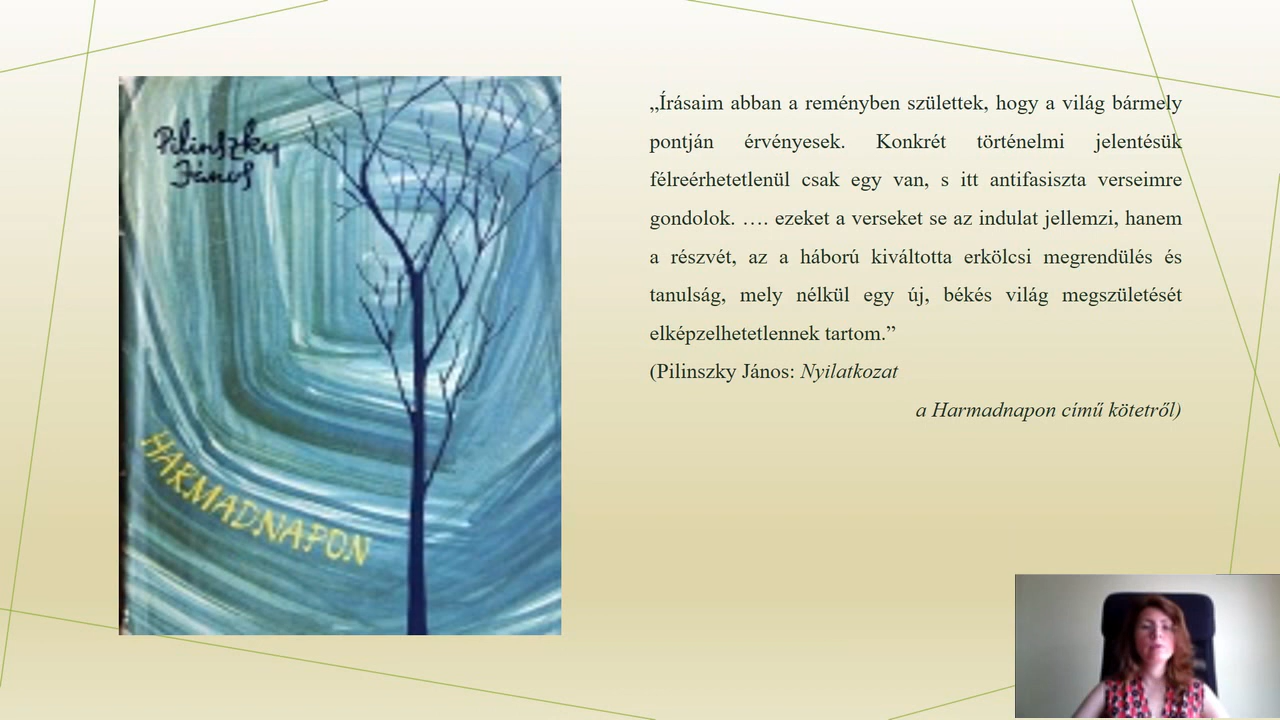 Pilinszky
János
HARMADNAPON
„Írásaim abban a reményben születtek, hogy a világ bármely
pontján érvényesek. Konkrét történelmi jelentésük
félreérhetetlenül csak egy van, s itt antifasiszta verseimre
gondolok. …. ezeket a verseket se az indulat jellemzi, hanem
a részvét, az a háború kiváltotta erkölcsi megrendülés és
tanulság, mely nélkül egy új, békés világ megszületését
elképzelhetetlennek tartom.”
(Pilinszky János: Nyilatkozat
a Harmadnapon című kötetről)